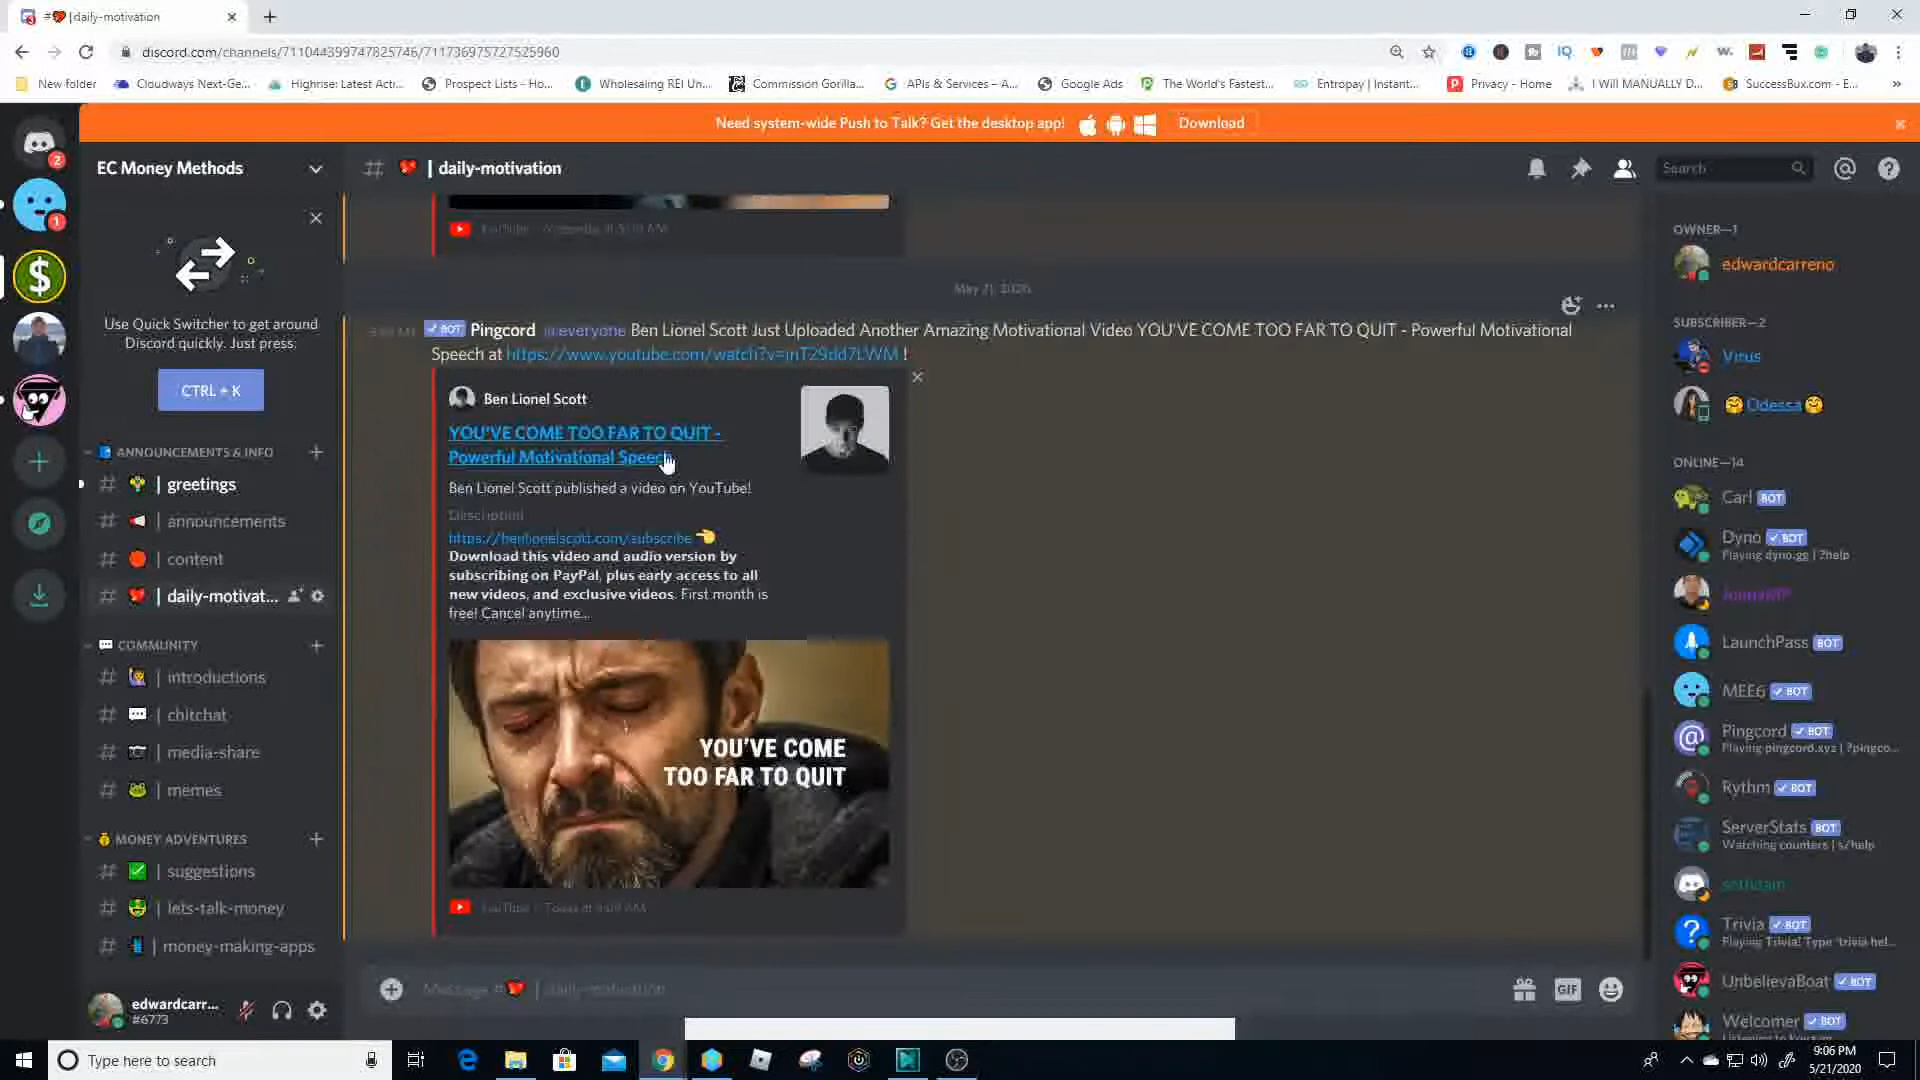 #❤ | daily-motivation
discord.com/channels/711044399747825746/711736975727525960
New folder Cloudways Next-Ge... Highrise: Latest Acti... Prospect Lists - Ho... Wholesaling REI Un... Commission Gorilla... APIs & Services – A... Google Ads The World's Fastest... Entropay | Instant... Privacy - Home I Will MANUALLY D... SuccessBux.com - E... »
Need system-wide Push to Talk? Get the desktop app! Download
EC Money Methods
Use Quick Switcher to get around
Discord quickly. Just press:
CTRL + K
ANNOUNCEMENTS & INFO
| greetings
| announcements
| content
| daily-motivat...
COMMUNITY
| introductions
| chitchat
| media-share
| memes
MONEY ADVENTURES
| suggestions
| lets-talk-money
| money-making-apps
edwardcarr...
#6773
# | daily-motivation
Search
May 21, 2020
BOT Pingcord @everyone Ben Lionel Scott Just Uploaded Another Amazing Motivational Video YOU'VE COME TOO FAR TO QUIT - Powerful Motivational
Speech at https://www.youtube.com/watch?v=inT29dd7LWM !
Ben Lionel Scott
YOU'VE COME TOO FAR TO QUIT -
Powerful Motivational Speech
Ben Lionel Scott published a video on YouTube!
Description
https://benlionelscott.com/subscribe
Download this video and audio version by
subscribing on PayPal, plus early access to all
new videos, and exclusive videos. First month is
free! Cancel anytime...
YOU'VE COME
TOO FAR TO QUIT
Message # | daily-motivation
GIF
OWNER—1
edwardcarreno
SUBSCRIBER—2
Virus
Odessa
ONLINE—14
Carl BOT
Dyno BOT
Playing dyno.gg | ?help
LaunchPass BOT
MEE6 BOT
Pingcord BOT
Playing pingcord.xyz | ?pingco...
Rythm BOT
ServerStats BOT
Watching counters | s/help
Trivia BOT
Playing Trivia! Type 'trivia hel...
UnbelievaBoat BOT
Welcomer BOT
Type here to search
9:06 PM
5/21/2020